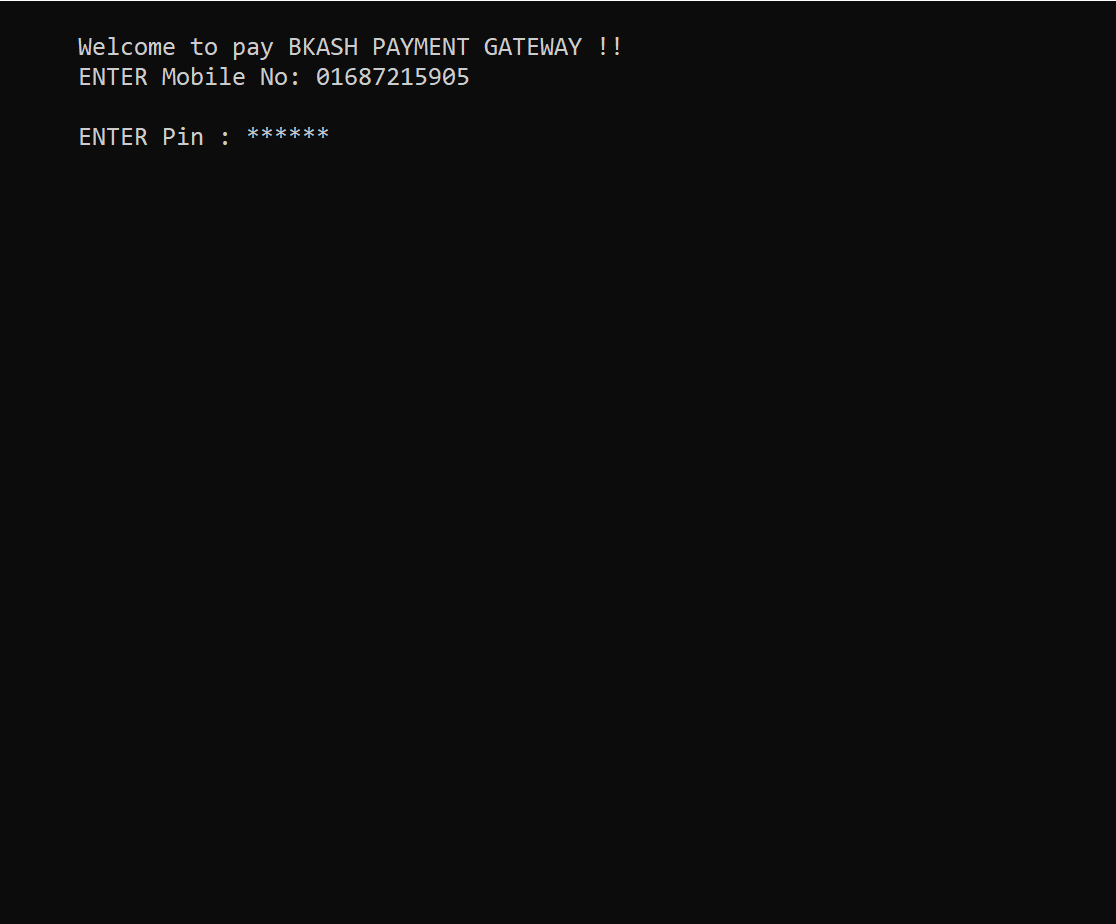 Welcome to pay BKASH PAYMENT GATEWAY !!
ENTER Mobile No: 01687215905
ENTER Pin : ******